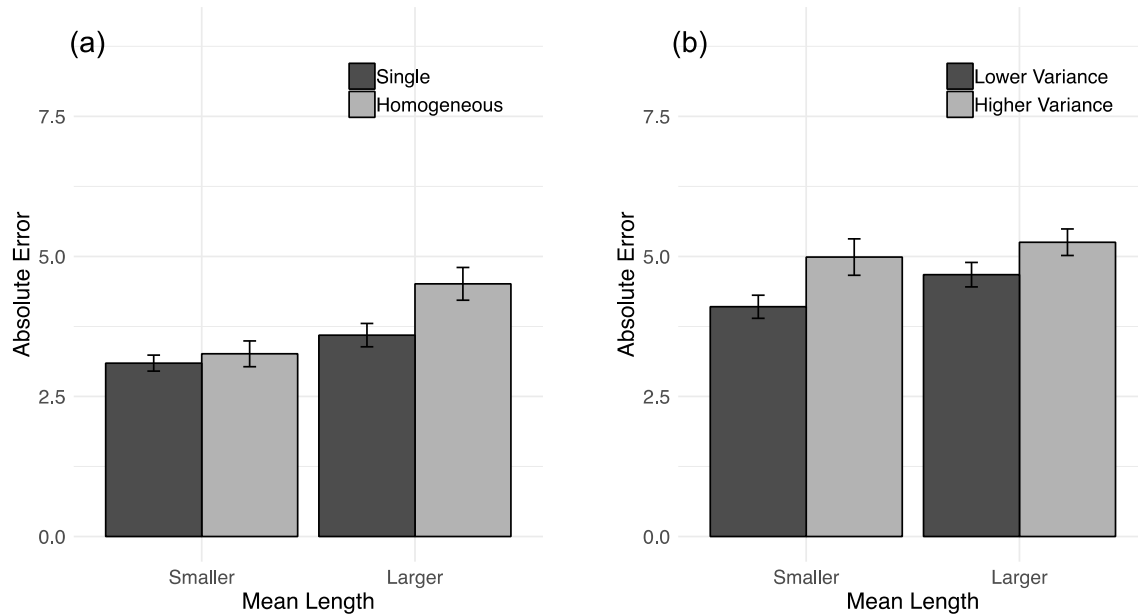 (a)
Single
Homogeneous
7.5
5.0
2.5
0.0
Absolute Error
Smaller
Larger
Mean Length
(b)
Lower Variance
Higher Variance
7.5
5.0
2.5
0.0
Absolute Error
Smaller
Larger
Mean Length